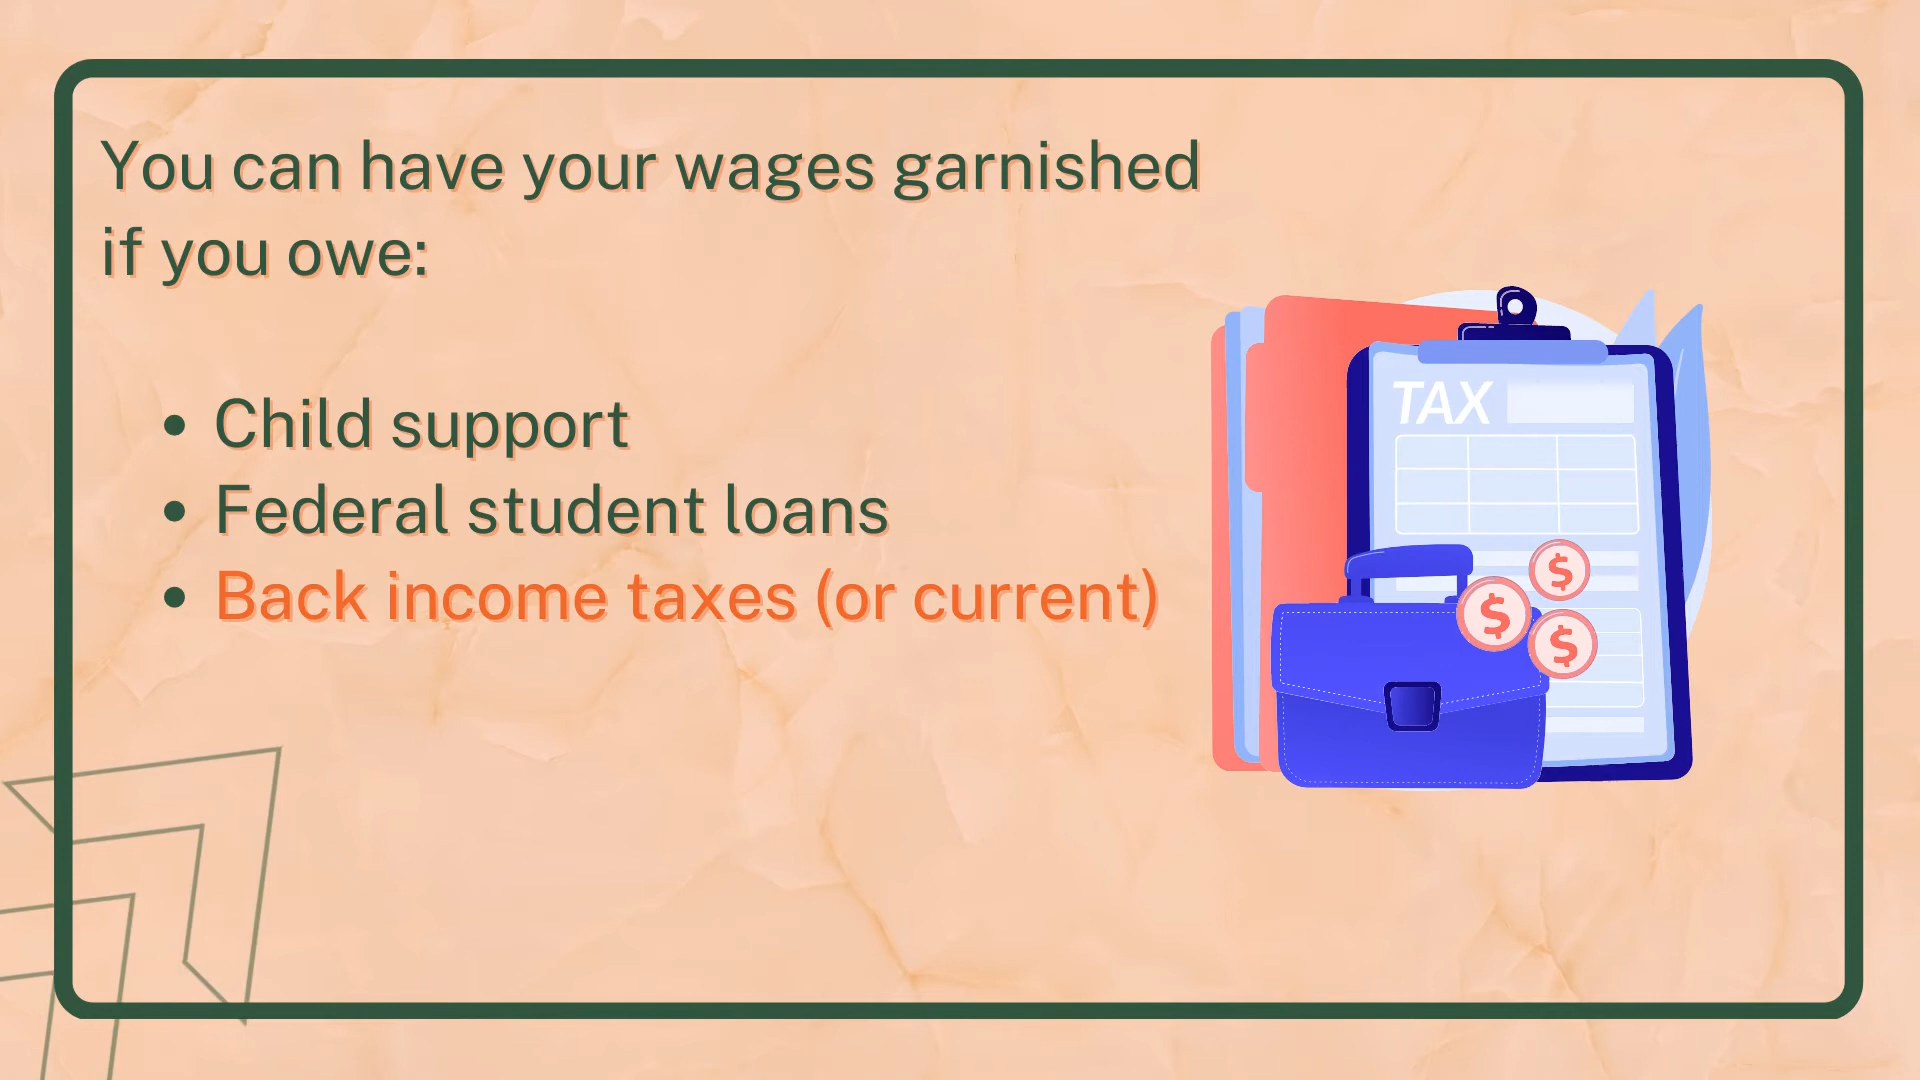 You can have your wages garnished
if you owe:
• Child support
• Federal student loans
• Back income taxes (or current)
TAX
$
$
$